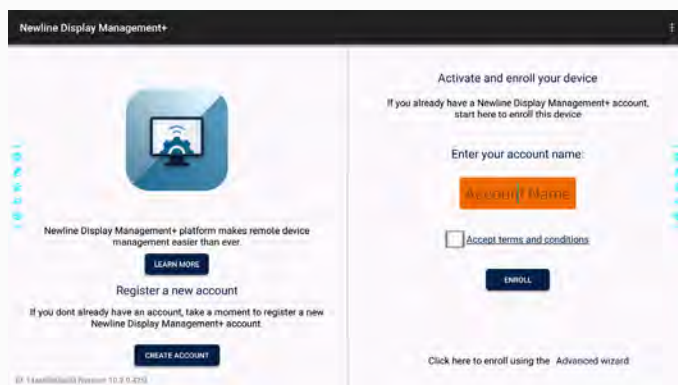 Newline Display Management+
Newline Display Management+ platform makes remote device
management easier than ever.
LEARN MORE
Register a new account
If you dont already have an account, take a moment to register a new
Newline Display Management+ account
CREATE ACCOUNT
Activate and enroll your device
If you already have a Newline Display Management+ account,
start here to enroll this device
Enter your account name:
Account Name
Accept terms and conditions
ENROLL
Click here to enroll using the Advanced wizard